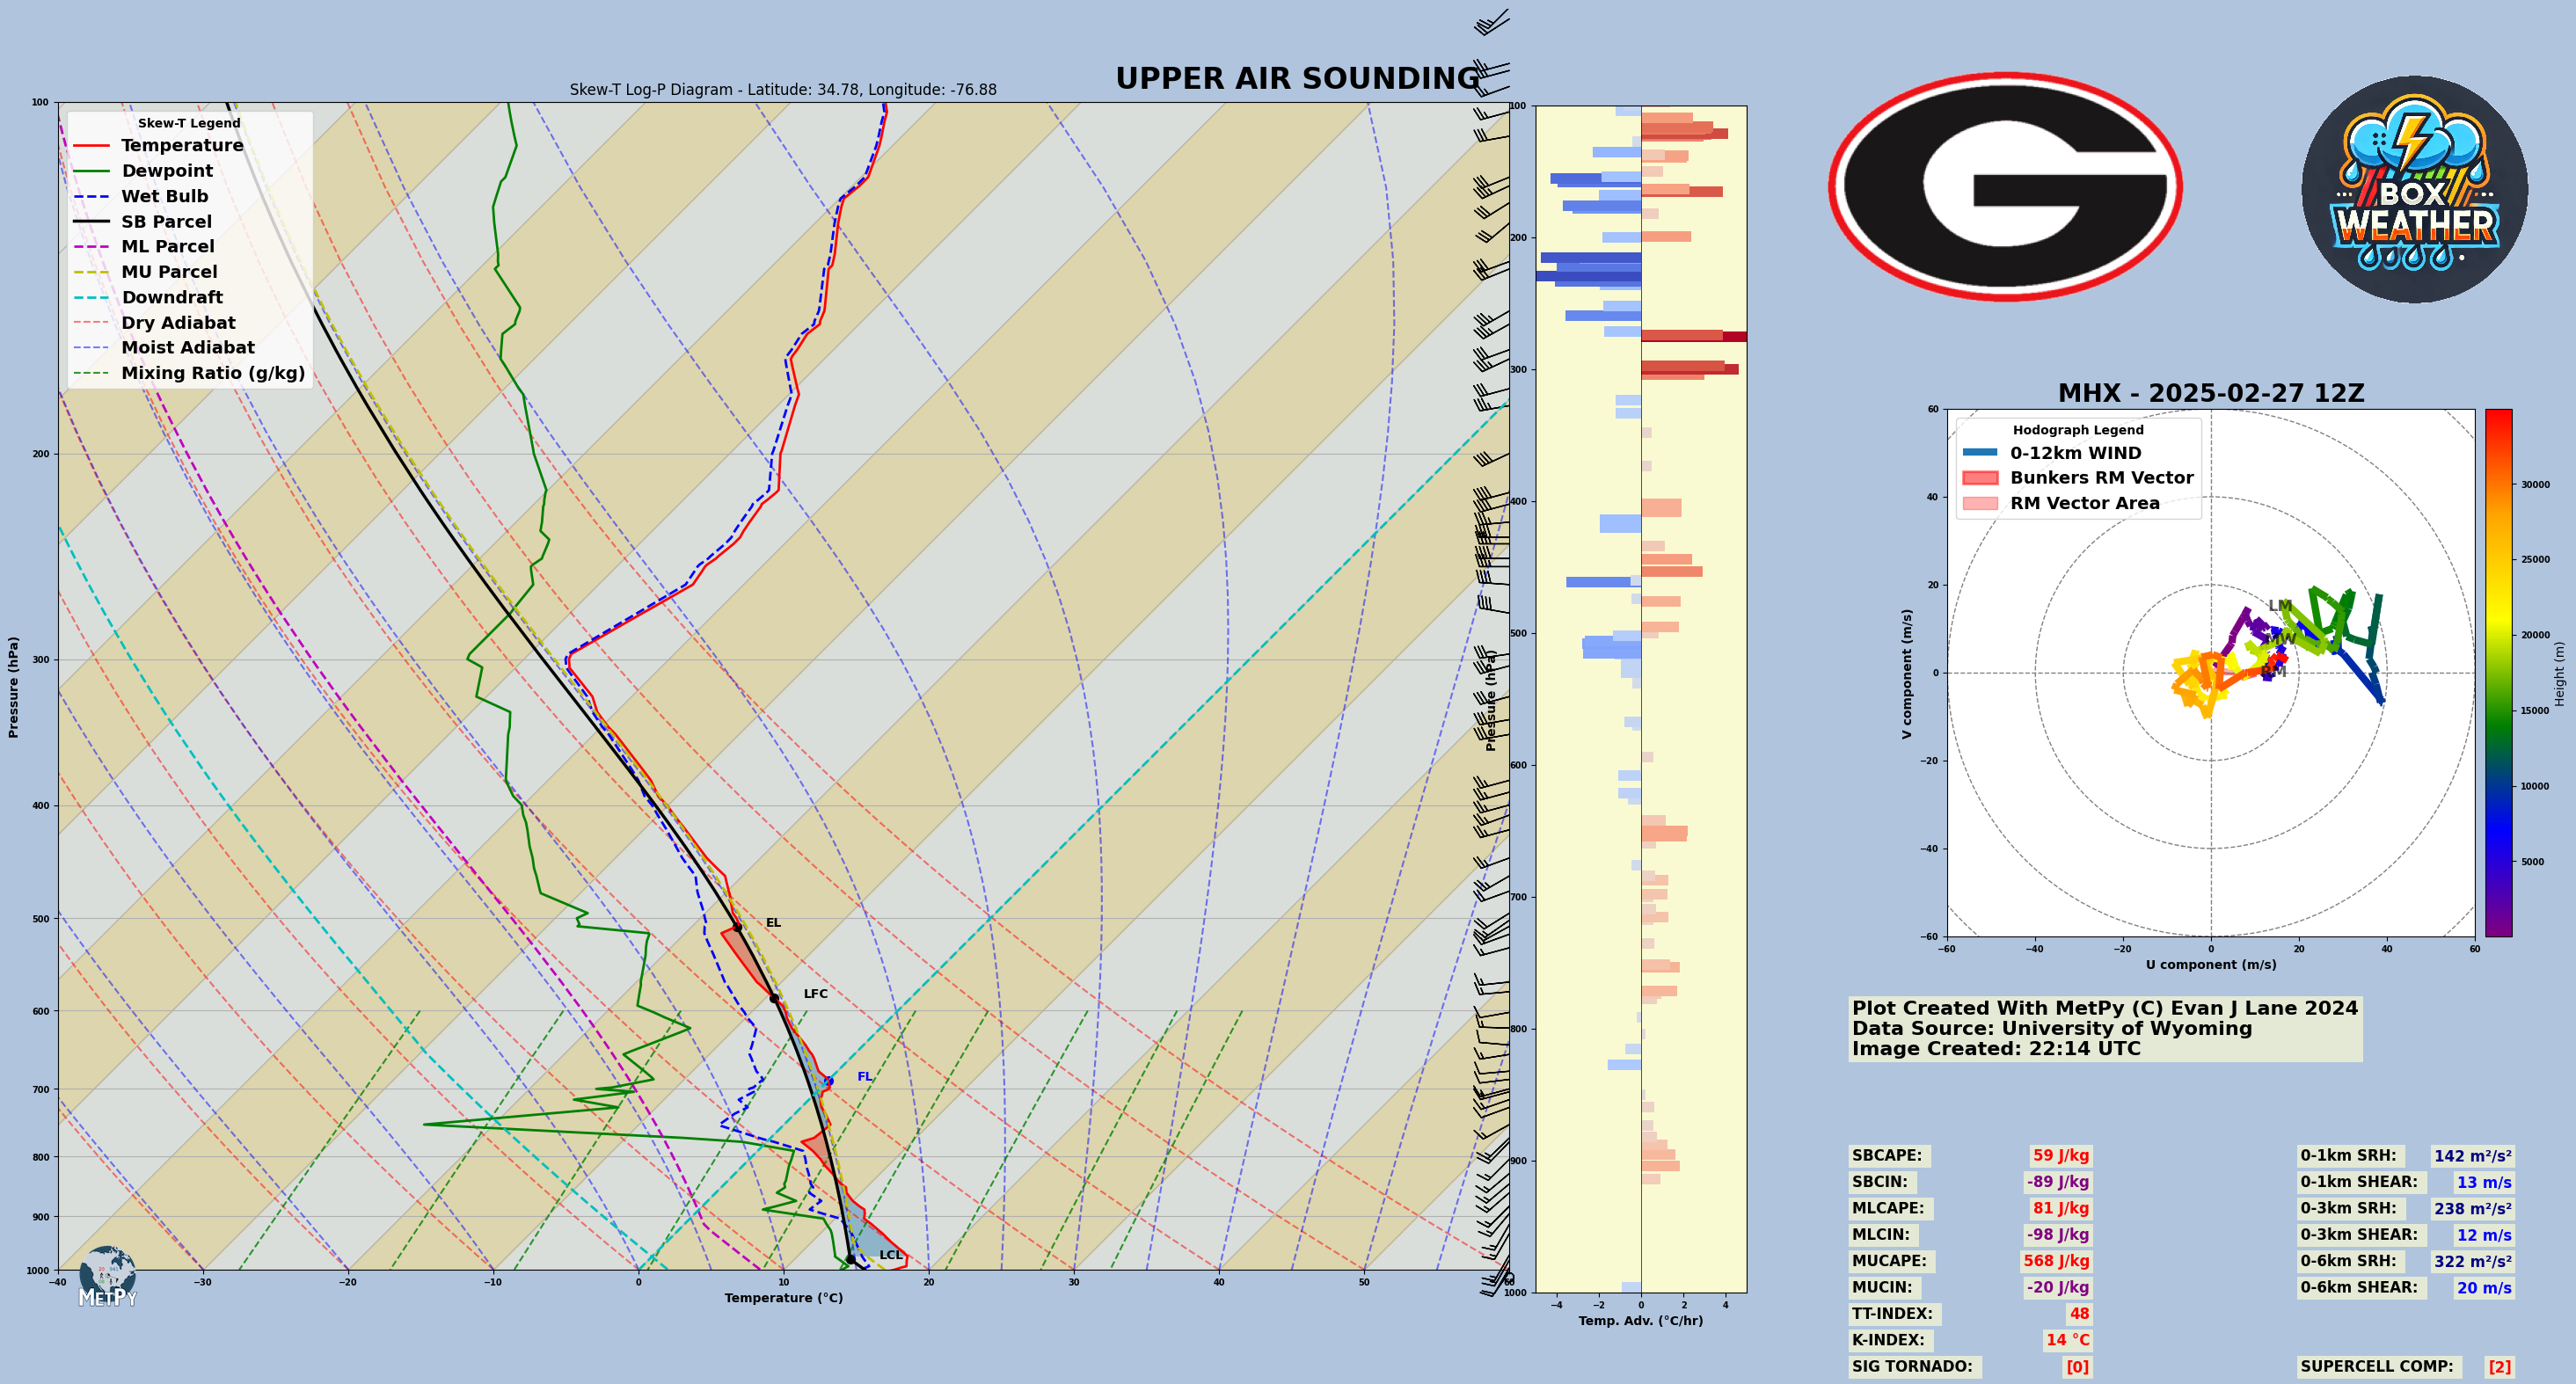 UPPER AIR SOUNDING
Skew-T Log-P Diagram - Latitude: 34.78, Longitude: -76.88
Skew-T Legend
Temperature
Dewpoint
Wet Bulb
SB Parcel
ML Parcel
MU Parcel
Downdraft
Dry Adiabat
Moist Adiabat
Mixing Ratio (g/kg)
100
200
300
400
500
600
700
800
900
1000
Pressure (hPa)
EL
LFC
FL
LCL
−40
−30
−20
−10
0
10
20
30
40
50
60
Temperature (°C)
METPY
100
200
300
400
500
600
700
800
900
1000
Pressure (hPa)
−4
−2
0
2
4
Temp. Adv. (°C/hr)
G
BOX
WEATHER
MHX - 2025-02-27 12Z
Hodograph Legend
0-12km WIND
Bunkers RM Vector
RM Vector Area
60
40
20
0
−20
−40
−60
V component (m/s)
LM
MW
RM
−60
−40
−20
0
20
40
60
U component (m/s)
30000
25000
20000
15000
10000
5000
Height (m)
Plot Created With MetPy (C) Evan J Lane 2024
Data Source: University of Wyoming
Image Created: 22:14 UTC
SBCAPE: 59 J/kg
SBCIN: -89 J/kg
MLCAPE: 81 J/kg
MLCIN: -98 J/kg
MUCAPE: 568 J/kg
MUCIN: -20 J/kg
TT-INDEX: 48
K-INDEX: 14 °C
SIG TORNADO: [0]
0-1km SRH: 142 m²/s²
0-1km SHEAR: 13 m/s
0-3km SRH: 238 m²/s²
0-3km SHEAR: 12 m/s
0-6km SRH: 322 m²/s²
0-6km SHEAR: 20 m/s
SUPERCELL COMP: [2]